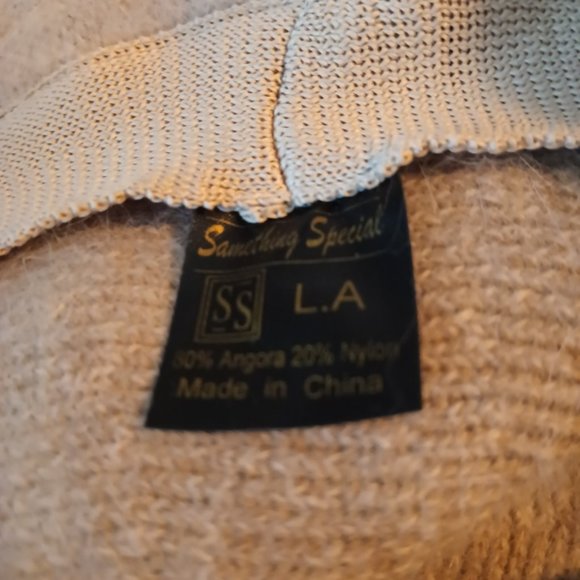 Something Special
SS L.A
80% Angora 20% Nylon
Made in China